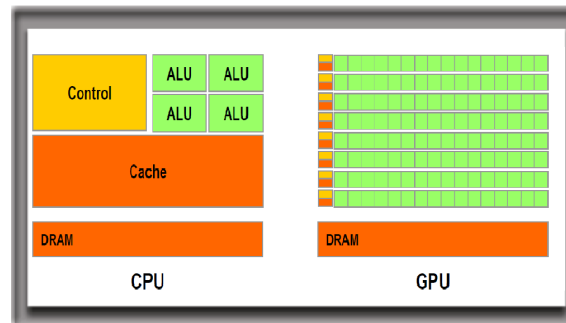 Control
ALU ALU
ALU ALU
Cache
DRAM
CPU
DRAM
GPU